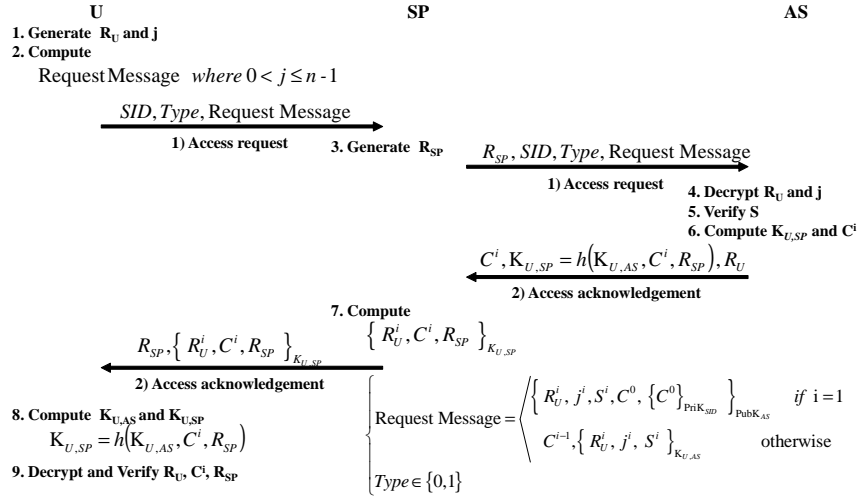 U SP AS
1. Generate R_U and j
2. Compute
Request Message where 0 < j ≤ n - 1
SID, Type, Request Message
1) Access request
3. Generate R_SP
R_SP, SID, Type, Request Message
1) Access request
4. Decrypt R_U and j
5. Verify S
6. Compute K_U,SP and C^i
C^i, K_U,SP = h(K_U,AS, C^i, R_SP), R_U
2) Access acknowledgement
7. Compute
{ R_U^i, C^i, R_SP }_K_U,SP
R_SP, { R_U^i, C^i, R_SP }_K_U,SP
2) Access acknowledgement
8. Compute K_U,AS and K_U,SP
K_U,SP = h(K_U,AS, C^i, R_SP)
9. Decrypt and Verify R_U, C^i, R_SP
Request Message =
{ R_U^i, j^i, S^i, C^0, {C^0}_PriK_SID }_PubK_AS if i = 1
C^i-1, { R_U^i, j^i, S^i }_K_U,AS otherwise
Type ∈ {0,1}